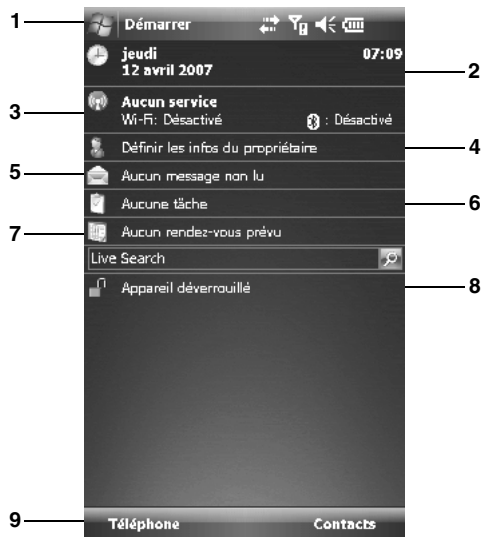 1 Démarrer
jeudi 07:09
12 avril 2007 2
3 Aucun service
Wi-Fi: Désactivé : Désactivé
Définir les infos du propriétaire 4
5 Aucun message non lu
Aucune tâche 6
7 Aucun rendez-vous prévu
Live Search
Appareil déverrouillé 8
9 Téléphone Contacts